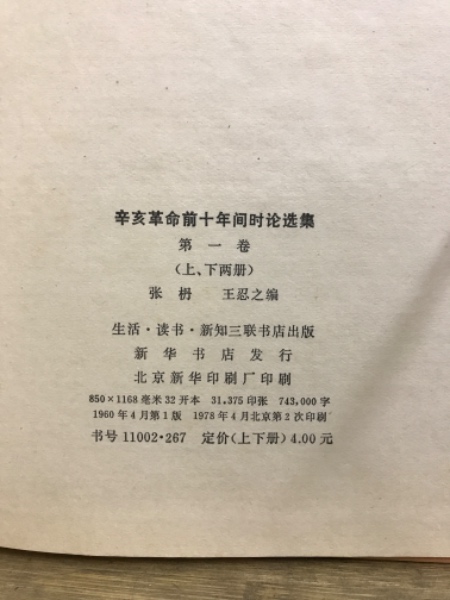 辛亥革命前十年间时论选集
第一卷
(上、下两册)
张枬 王忍之编
生活·读书·新知三联书店出版
新华书店发行
北京新华印刷厂印刷
850×1168毫米32开本 31,375印张 743,000字
1960年4月第1版 1978年4月北京第2次印刷
书号11002·267 定价(上下册)4.00元